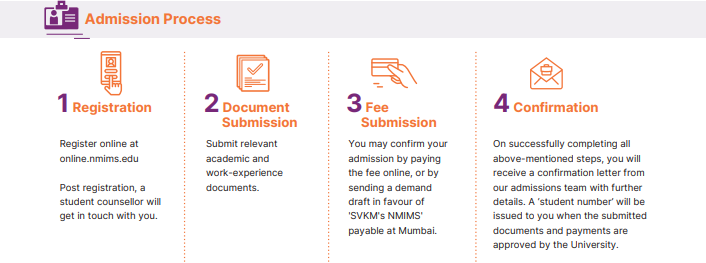 Admission Process
1 Registration
Register online at
online.nmims.edu
Post registration, a
student counsellor will
get in touch with you.
2 Document
Submission
Submit relevant
academic and
work-experience
documents.
3 Fee
Submission
You may confirm your
admission by paying
the fee online, or by
sending a demand
draft in favour of
'SVKM's NMIMS'
payable at Mumbai.
4 Confirmation
On successfully completing all
above-mentioned steps, you will
receive a confirmation letter from
our admissions team with further
details. A ‘student number’ will be
issued to you when the submitted
documents and payments are
approved by the University.